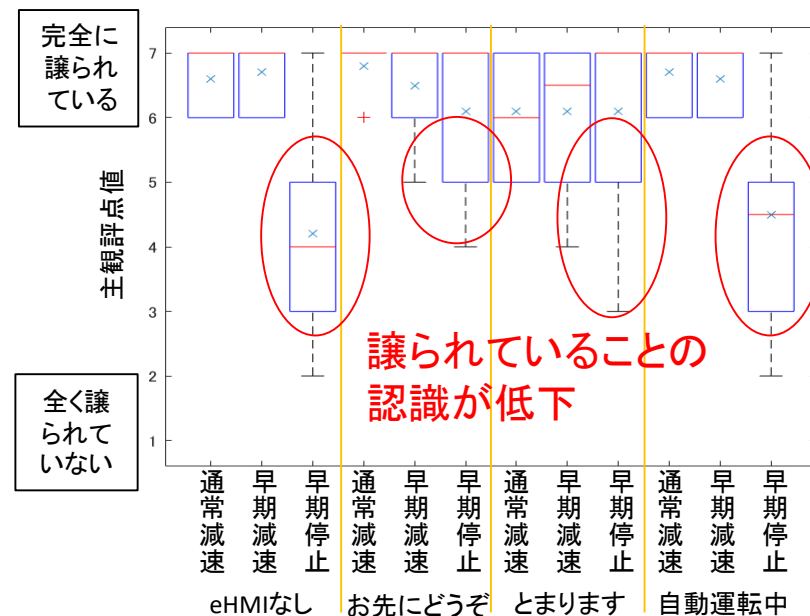 完全に
譲られ
ている
7
6
5
4
3
2
1
主観評点値
全く譲
られて
いない
譲られていることの
認識が低下
通常減速
早期減速
早期停止
通常減速
早期減速
早期停止
通常減速
早期減速
早期停止
通常減速
早期減速
早期停止
eHMIなし
お先にどうぞ
とまります
自動運転中